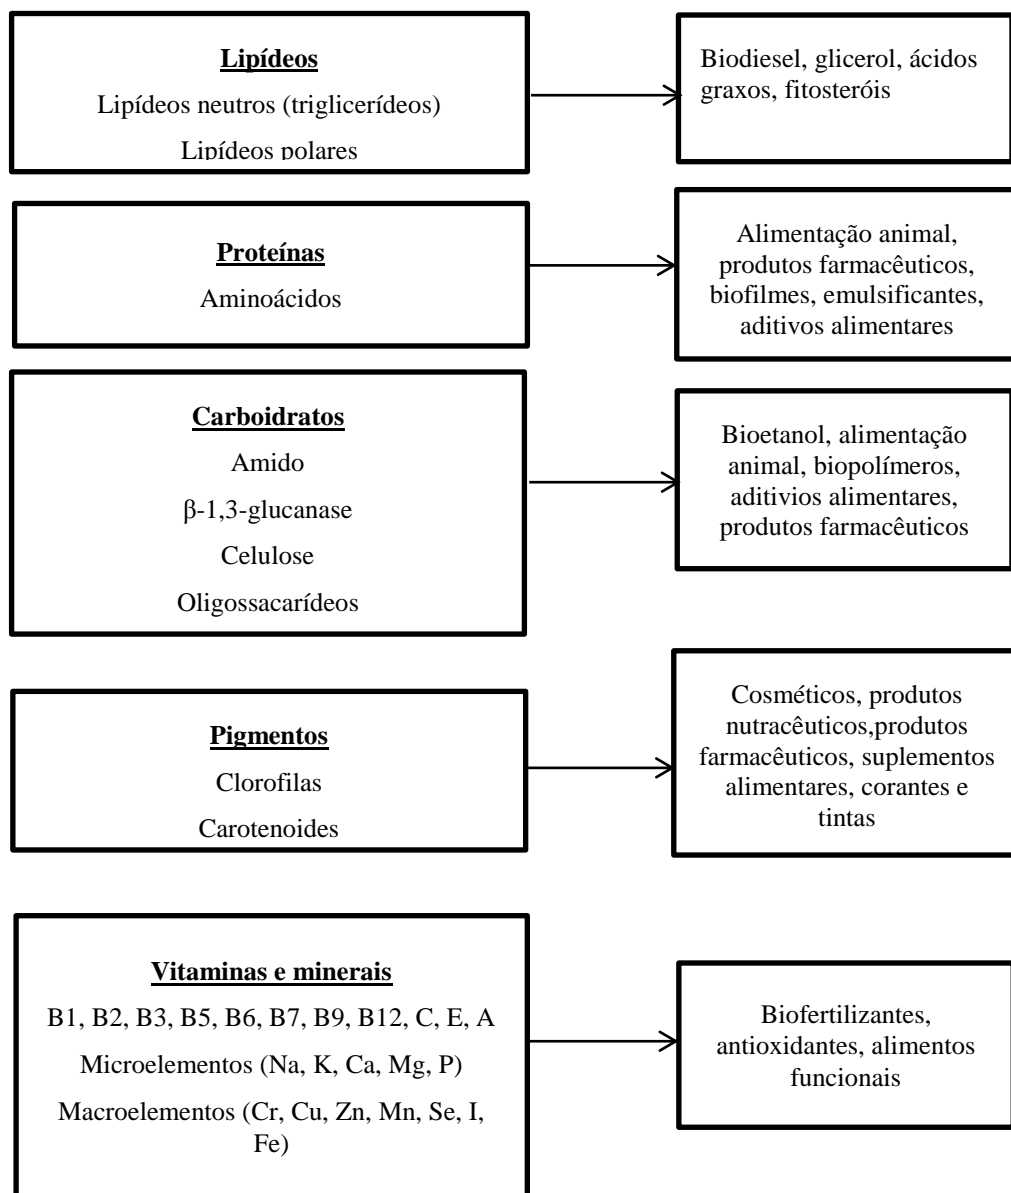 Lipídeos
Lipídeos neutros (triglicerídeos)
Lipídeos polares
Biodiesel, glicerol, ácidos
graxos, fitosteróis
Proteínas
Aminoácidos
Alimentação animal,
produtos farmacêuticos,
biofilmes, emulsificantes,
aditivos alimentares
Carboidratos
Amido
β-1,3-glucanase
Celulose
Oligossacarídeos
Bioetanol, alimentação
animal, biopolímeros,
aditivios alimentares,
produtos farmacêuticos
Pigmentos
Clorofilas
Carotenoides
Cosméticos, produtos
nutracêuticos,produtos
farmacêuticos, suplementos
alimentares, corantes e
tintas
Vitaminas e minerais
B1, B2, B3, B5, B6, B7, B9, B12, C, E, A
Microelementos (Na, K, Ca, Mg, P)
Macroelementos (Cr, Cu, Zn, Mn, Se, I,
Fe)
Biofertilizantes,
antioxidantes, alimentos
funcionais